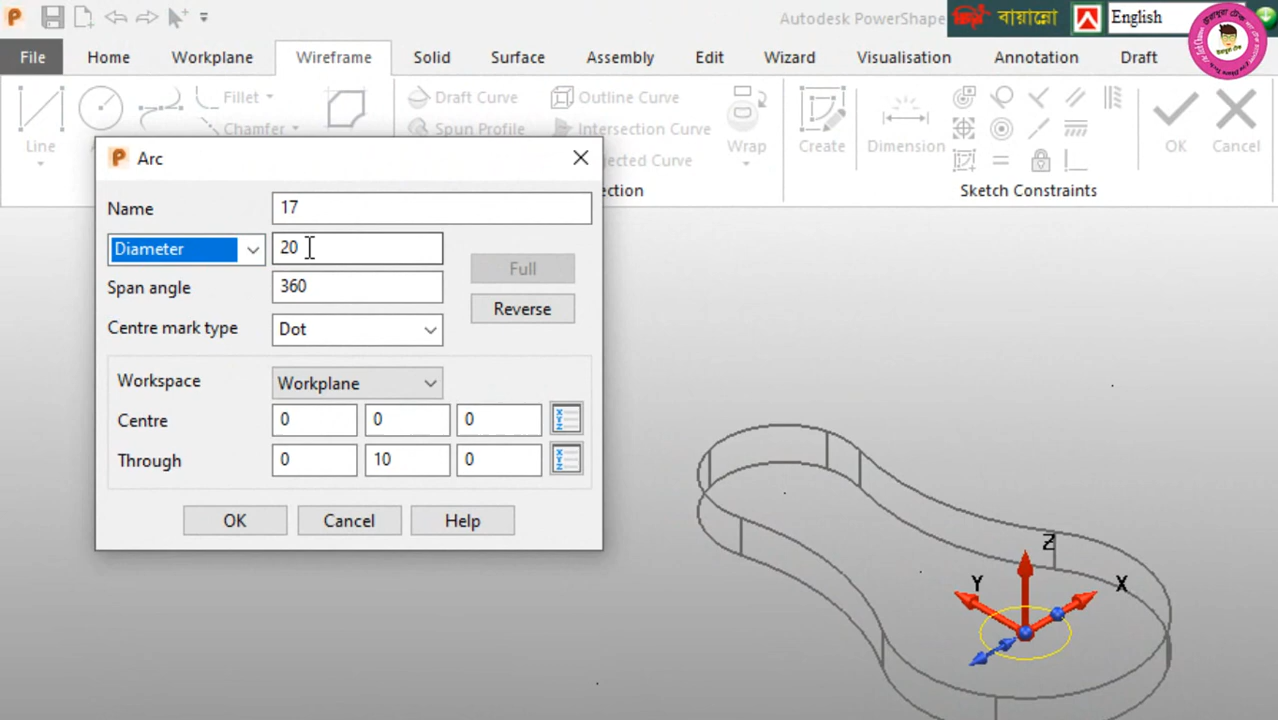 Autodesk PowerShape
বায়ান্নো
English
File
Home
Workplane
Wireframe
Solid
Surface
Assembly
Edit
Wizard
Visualisation
Annotation
Draft
Line
Fillet
Chamfer
Draft Curve
Spun Profile
Outline Curve
Intersection Curve
Wrap
Create
Dimension
OK
Cancel
Sketch Constraints
Arc
Name
17
Diameter
20
Full
Span angle
360
Reverse
Centre mark type
Dot
Workspace
Workplane
Centre
0
0
0
Through
0
10
0
OK
Cancel
Help
Z
Y
X